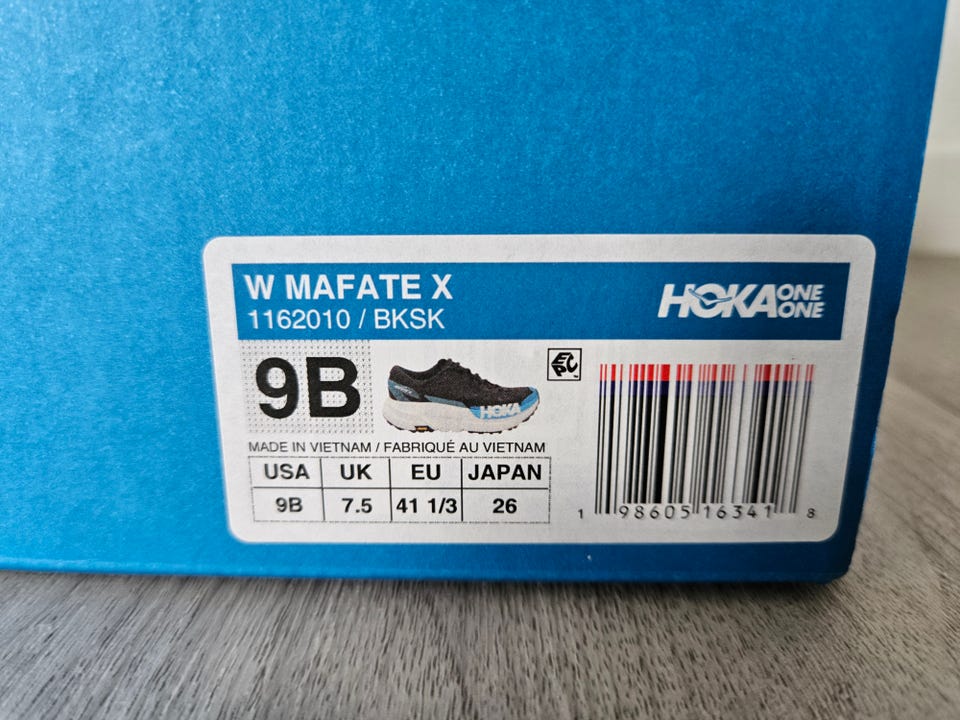 W MAFATE X
1162010 / BKSK
HOKA ONE ONE
9B
HOKA
EPC
MADE IN VIETNAM / FABRIQUÉ AU VIETNAM
USA UK EU JAPAN
9B 7.5 41 1/3 26
1 98605 16341 8